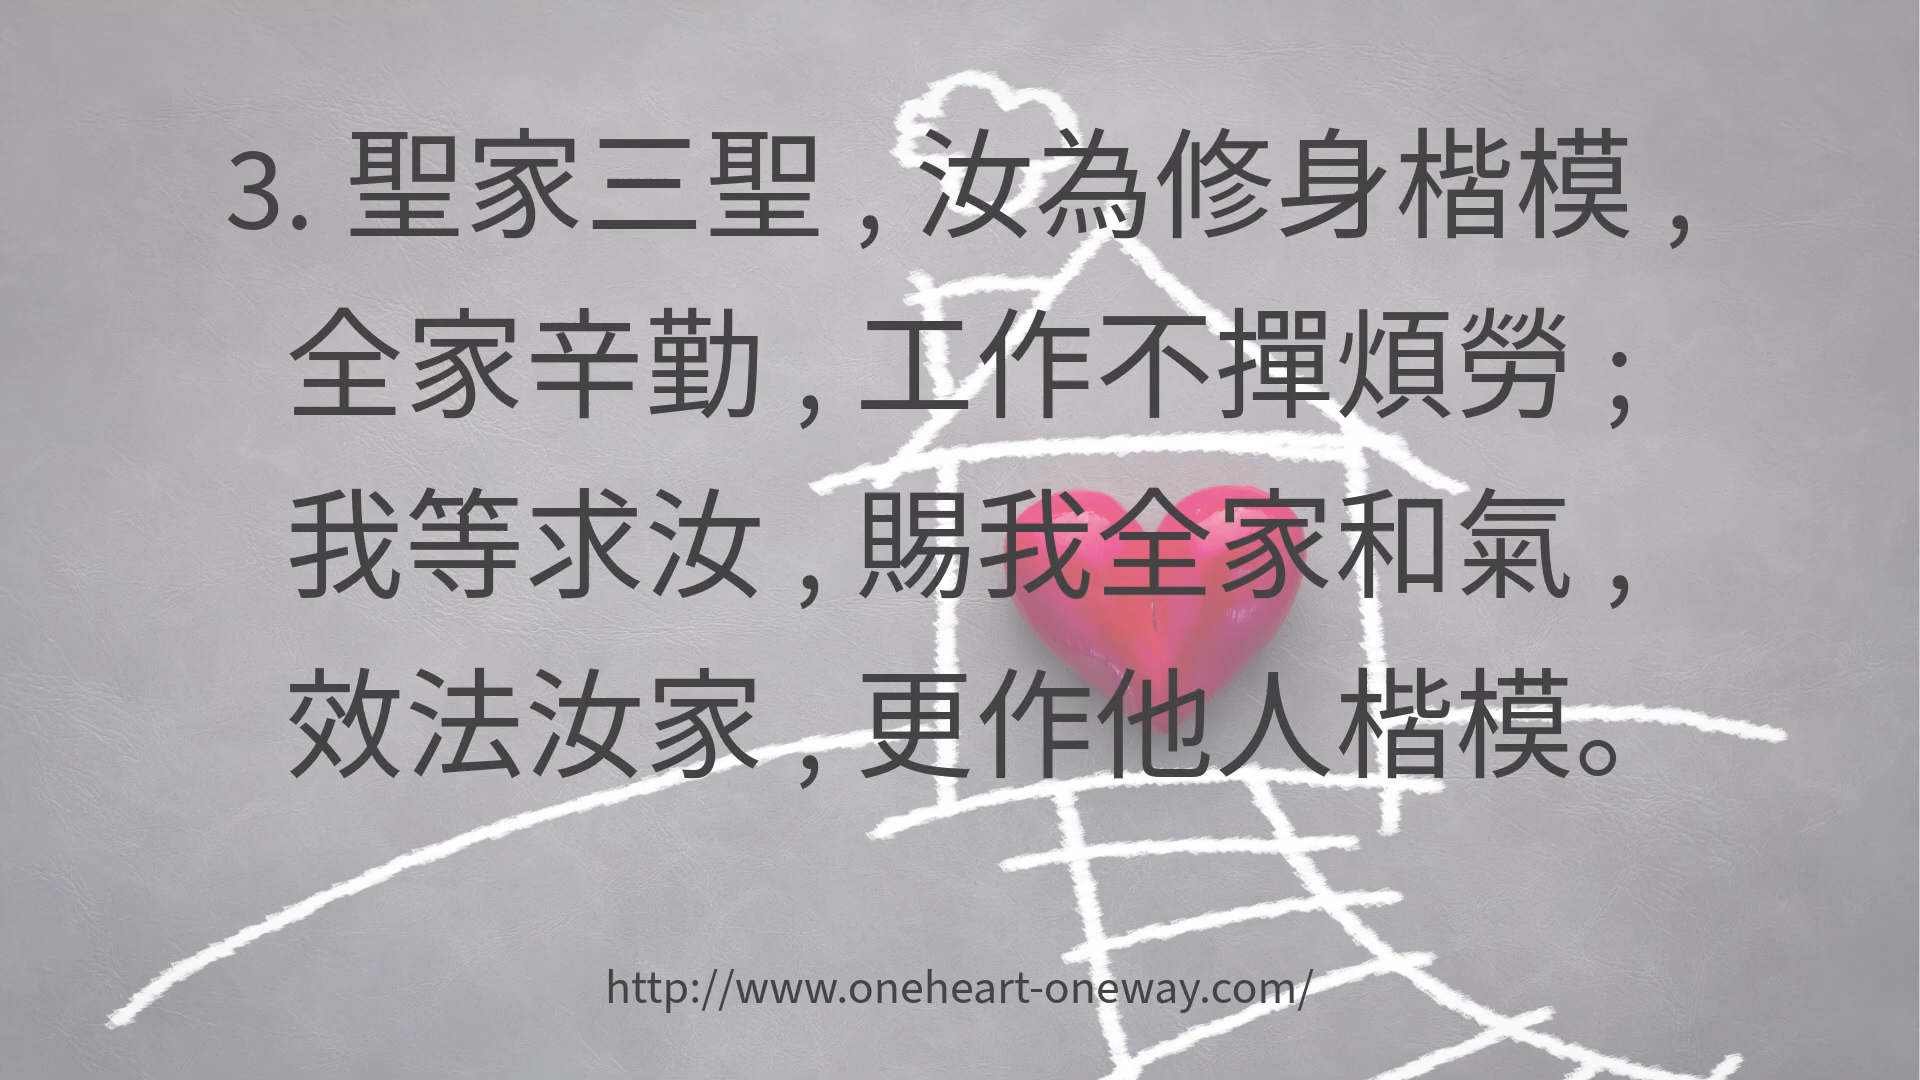 3. 聖家三聖，汝為修身楷模，
全家辛勤，工作不撣煩勞；
我等求汝，賜我全家和氣，
效法汝家，更作他人楷模。
http://www.oneheart-oneway.com/